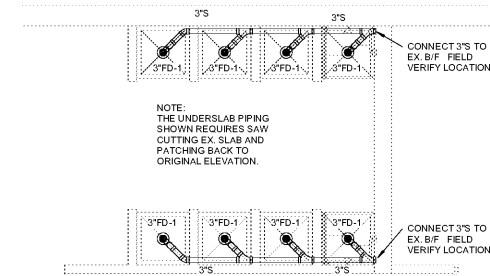 3"S
3"S
3"FD-1
3"FD-1
3"FD-1
3"FD-1
CONNECT 3"S TO
EX. B/F FIELD
VERIFY LOCATION
NOTE:
THE UNDERSLAB PIPING
SHOWN REQUIRES SAW
CUTTING EX. SLAB AND
PATCHING BACK TO
ORIGINAL ELEVATION.
3"FD-1
3"FD-1
3"FD-1
3"FD-1
CONNECT 3"S TO
EX. B/F FIELD
VERIFY LOCATION
3"S
3"S